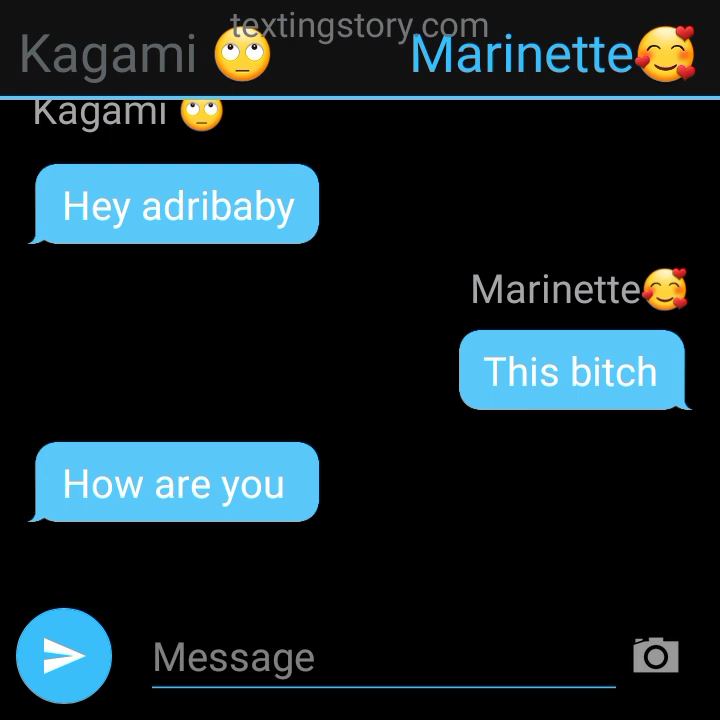 textingstory.com
Kagami 🙄 Marinette🥰
Kagami 🙄
Hey adribaby
Marinette🥰
This bitch
How are you
Message